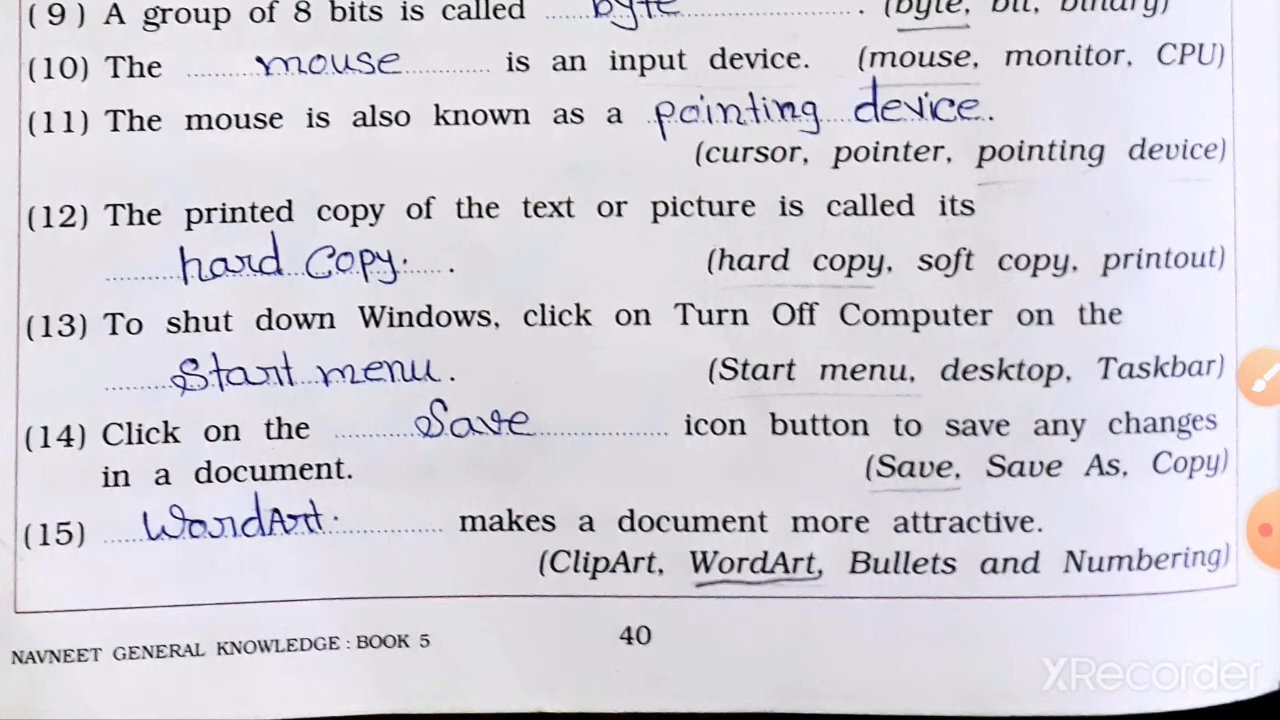 (9) A group of 8 bits is called byte. (byte, bit, binary)
(10) The mouse is an input device. (mouse, monitor, CPU)
(11) The mouse is also known as a pointing device.
(cursor, pointer, pointing device)
(12) The printed copy of the text or picture is called its
hard copy. . (hard copy, soft copy, printout)
(13) To shut down Windows, click on Turn Off Computer on the
Start menu. (Start menu, desktop, Taskbar)
(14) Click on the Save icon button to save any changes
in a document. (Save, Save As, Copy)
(15) WordArt. makes a document more attractive.
(ClipArt, WordArt, Bullets and Numbering)
NAVNEET GENERAL KNOWLEDGE : BOOK 5 40
XRecorder